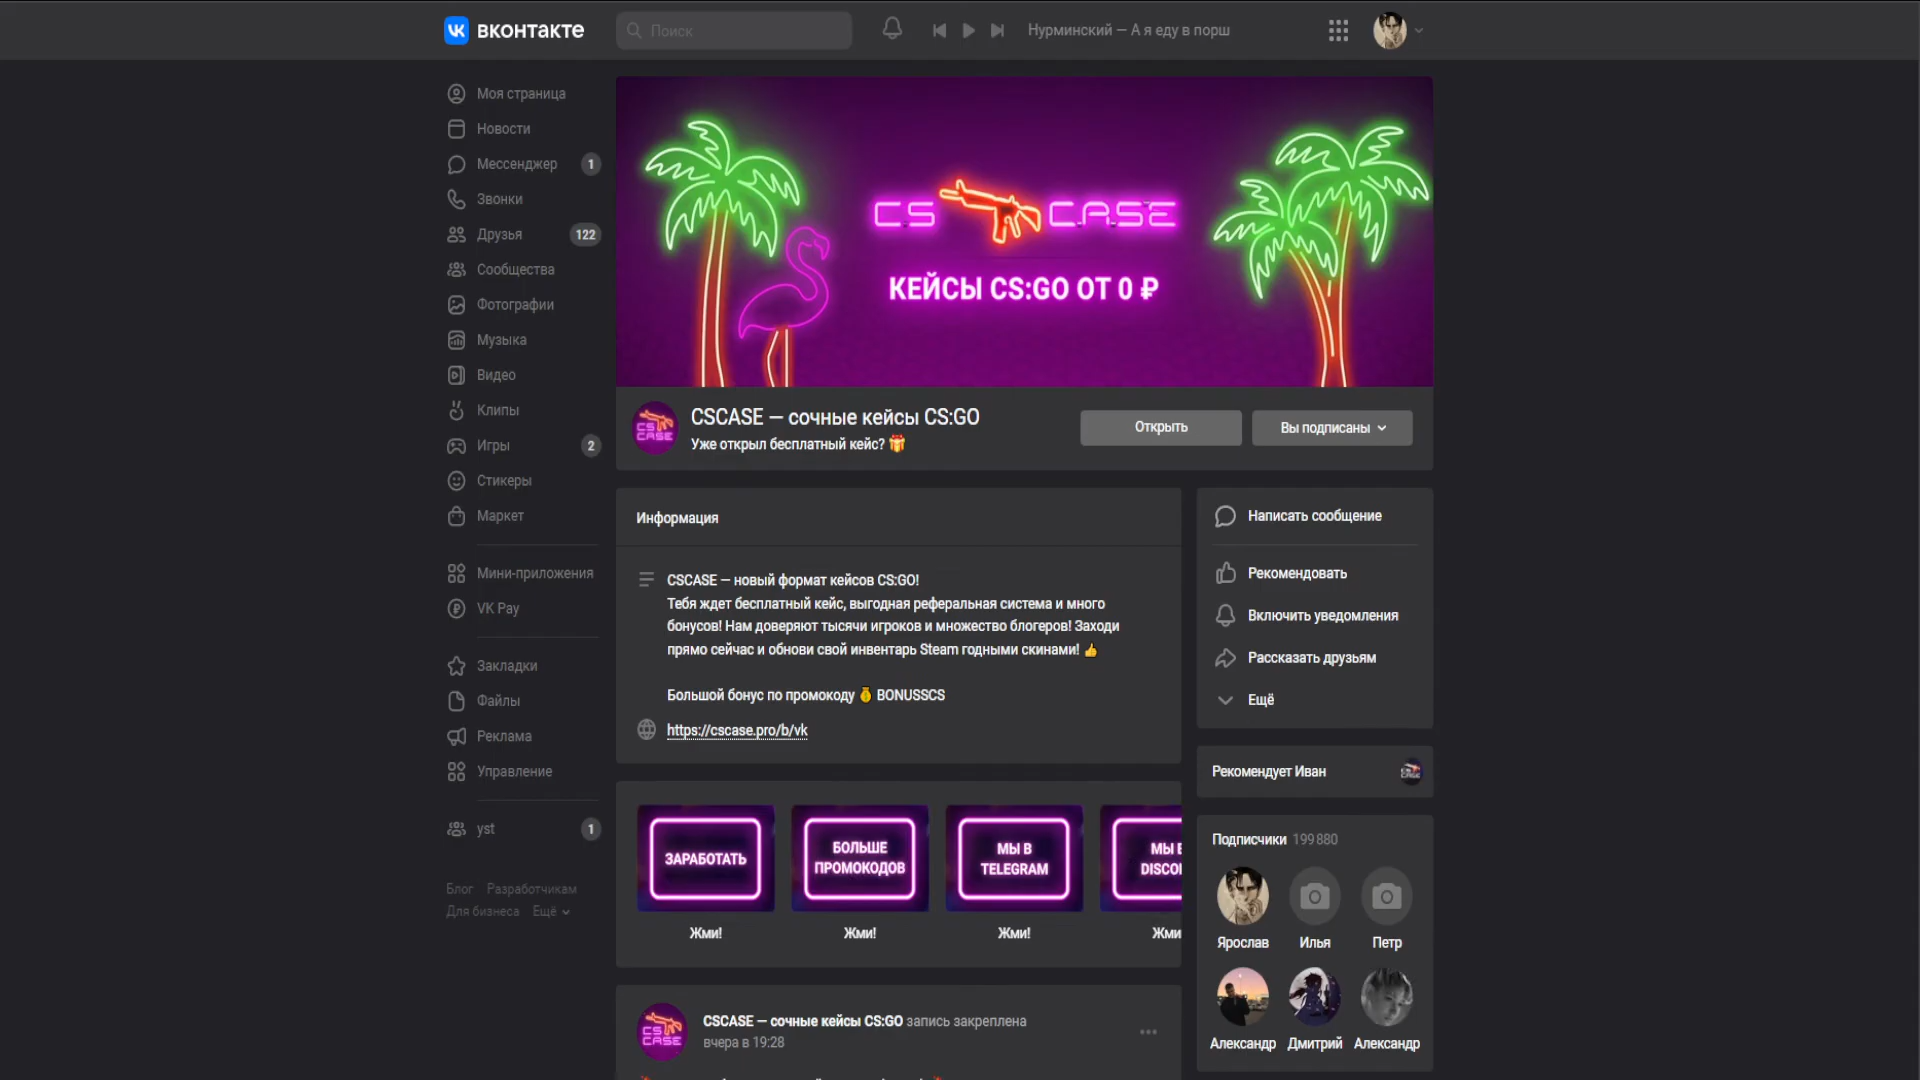 вконтакте
Поиск
Нурминский — А я еду в порш
Моя страница
Новости
Мессенджер 1
Звонки
Друзья 122
Сообщества
Фотографии
Музыка
Видео
Клипы
Игры 2
Стикеры
Маркет
Мини-приложения
VK Pay
Закладки
Файлы
Реклама
Управление
yst 1
Блог Разработчикам
Для бизнеса Ещё
CS CASE
КЕЙСЫ CS:GO ОТ 0 ₽
CS CASE
CSCASE — сочные кейсы CS:GO
Уже открыл бесплатный кейс? 🎁
Открыть
Вы подписаны
Информация
CSCASE — новый формат кейсов CS:GO!
Тебя ждет бесплатный кейс, выгодная реферальная система и много
бонусов! Нам доверяют тысячи игроков и множество блогеров! Заходи
прямо сейчас и обнови свой инвентарь Steam годными скинами! 👍
Большой бонус по промокоду 💰 BONUSSCS
https://cscase.pro/b/vk
ЗАРАБОТАТЬ
Жми!
БОЛЬШЕ
ПРОМОКОДОВ
Жми!
МЫ В
TELEGRAM
Жми!
МЫ В
DISCO
Жми
CS CASE
CSCASE — сочные кейсы CS:GO запись закреплена
вчера в 19:28
Написать сообщение
Рекомендовать
Включить уведомления
Рассказать друзьям
Ещё
Рекомендует Иван
Подписчики 199 880
Ярослав
Илья
Петр
Александр
Дмитрий
Александр